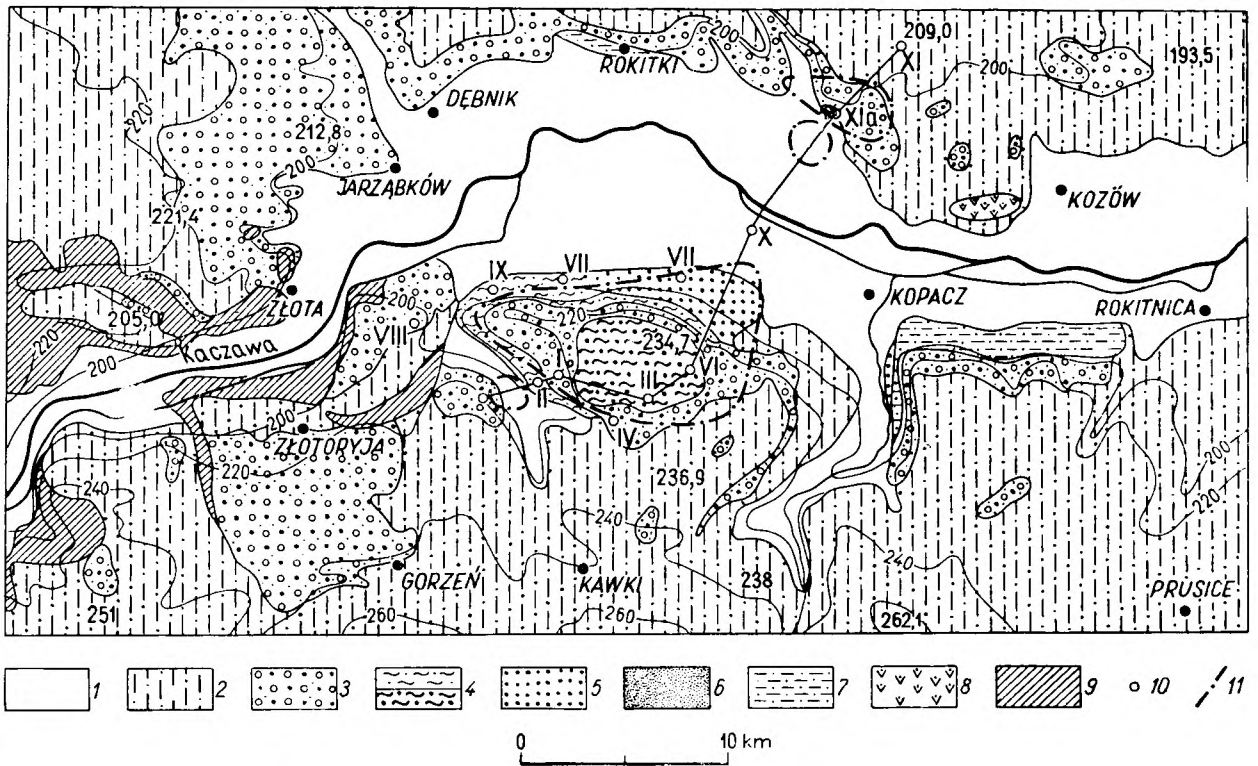 200
209,0
193,5
ROKITKI
XI
200
220
DĘBNIK
XIa
212,8
200
JARZĄBKÓW
KOZÓW
221,4
X
IX
VII
VII
KOPACZ
ROKITNICA
ZŁOTA
205,0
220
200
VIII
220
234,7
Kaczawa
200
VI
I
III
II
200
ZŁOTORYJA
IV
220
236,9
200
220
240
240
240
GORZEŃ
KAWKI
238
PRUSICE
251
260
260
262,1
1 2 3 4 5 6 7 8 9 10 11
0 10 km